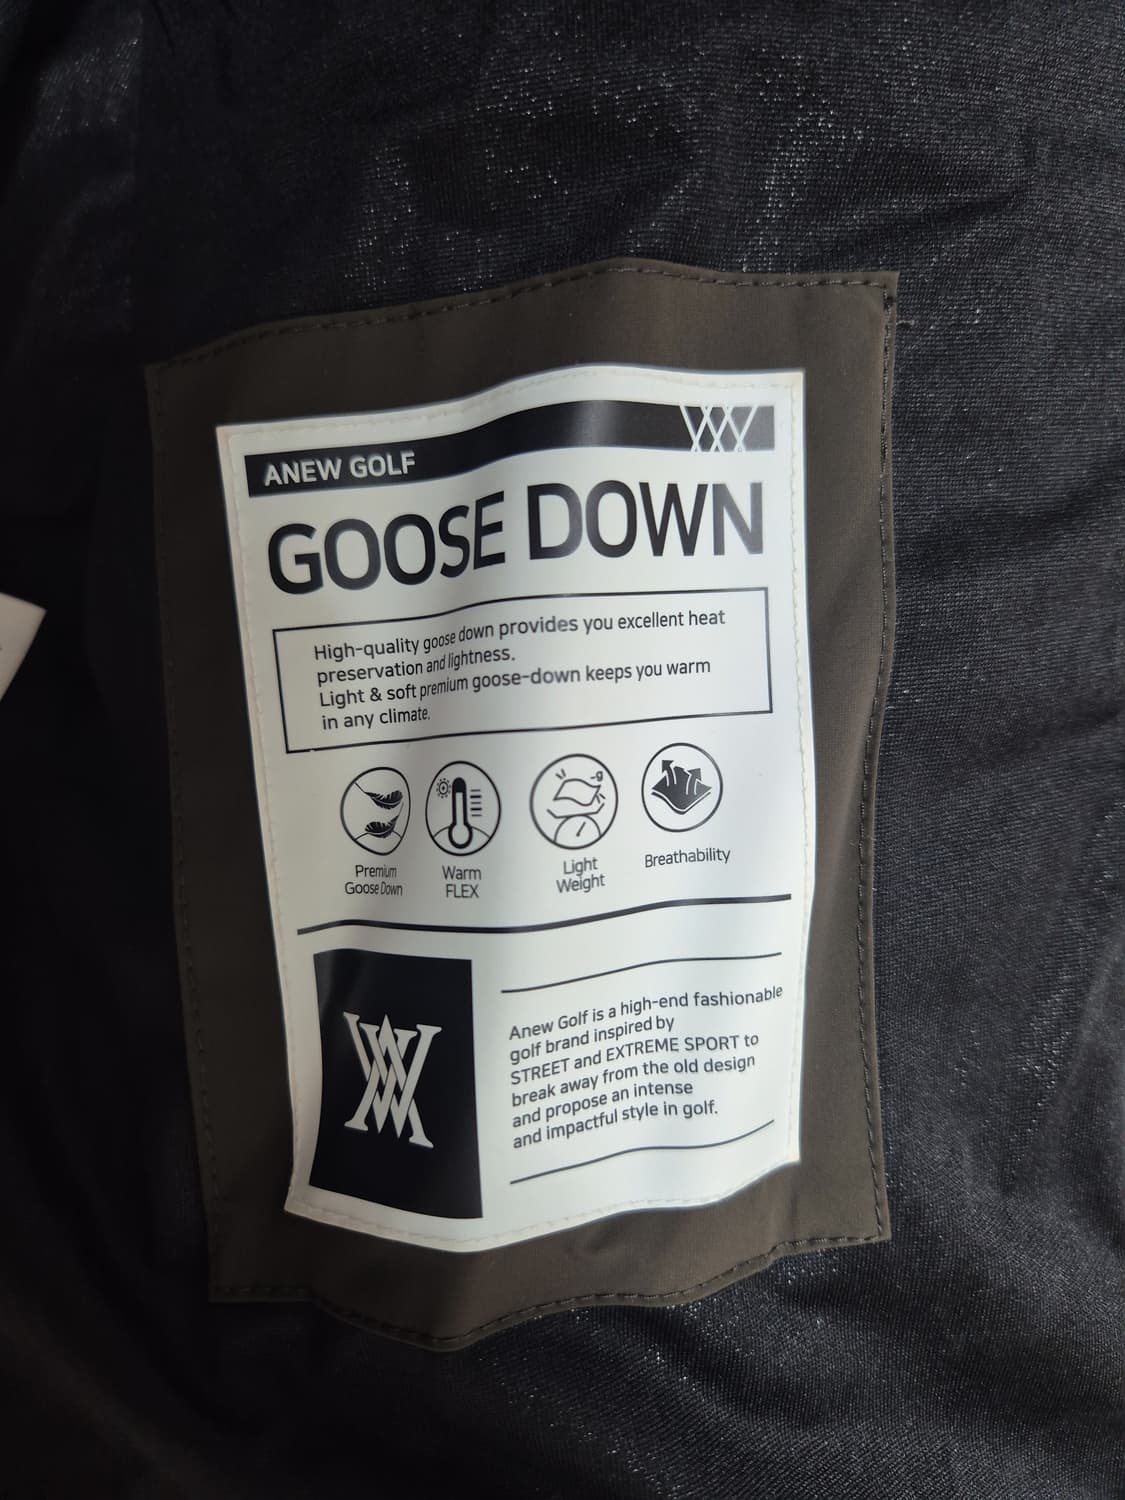 ANEW GOLF
GOOSE DOWN
High-quality goose down provides you excellent heat
preservation and lightness.
Light & soft premium goose-down keeps you warm
in any climate.
-g
Premium
Goose Down
Warm
FLEX
Light
Weight
Breathability
Anew Golf is a high-end fashionable
golf brand inspired by
STREET and EXTREME SPORT to
break away from the old design
and propose an intense
and impactful style in golf.